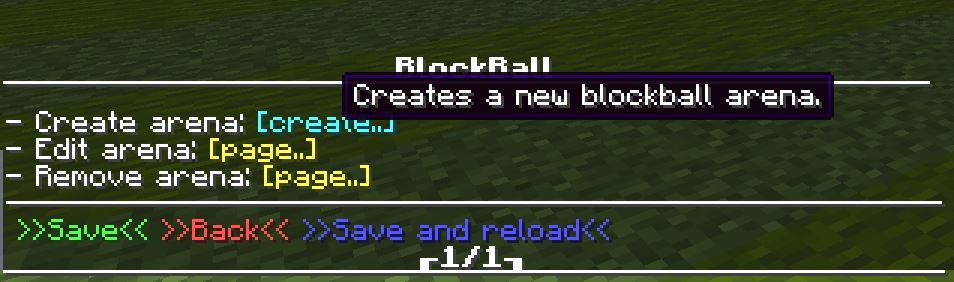 BlockBall
Creates a new blockball arena.
- Create arena: [create..]
- Edit arena: [page..]
- Remove arena: [page..]
>>Save<< >>Back<< >>Save and reload<<
┌1/1┐